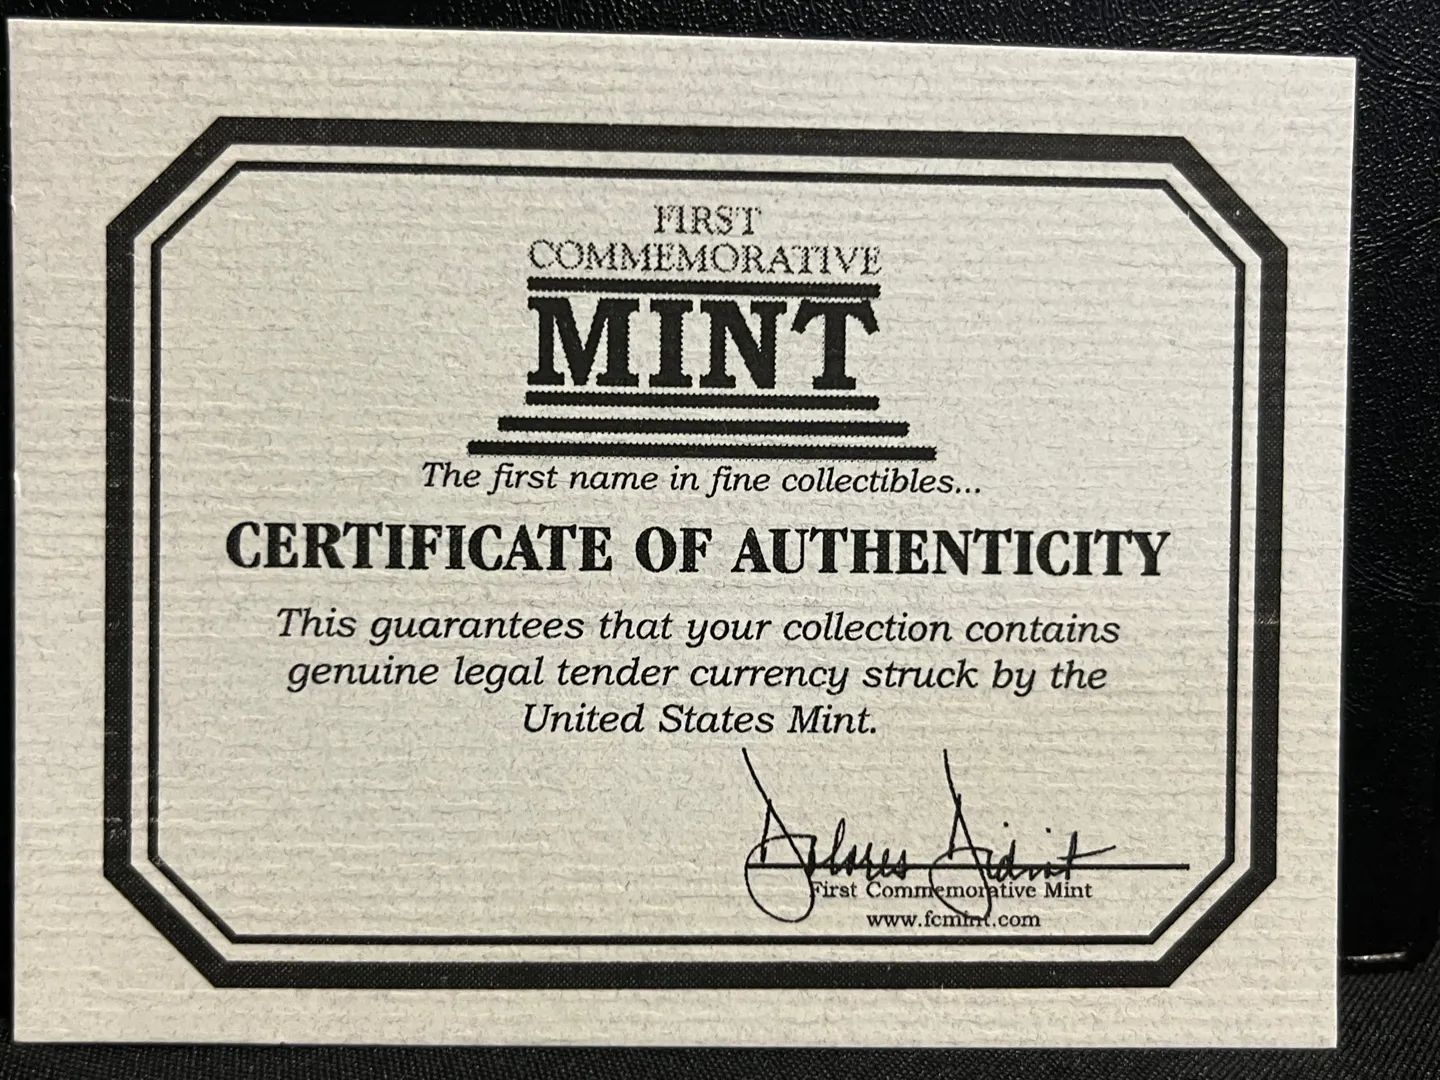 FIRST
COMMEMORATIVE
MINT
The first name in fine collectibles...
CERTIFICATE OF AUTHENTICITY
This guarantees that your collection contains
genuine legal tender currency struck by the
United States Mint.
First Commemorative Mint
www.fcmint.com